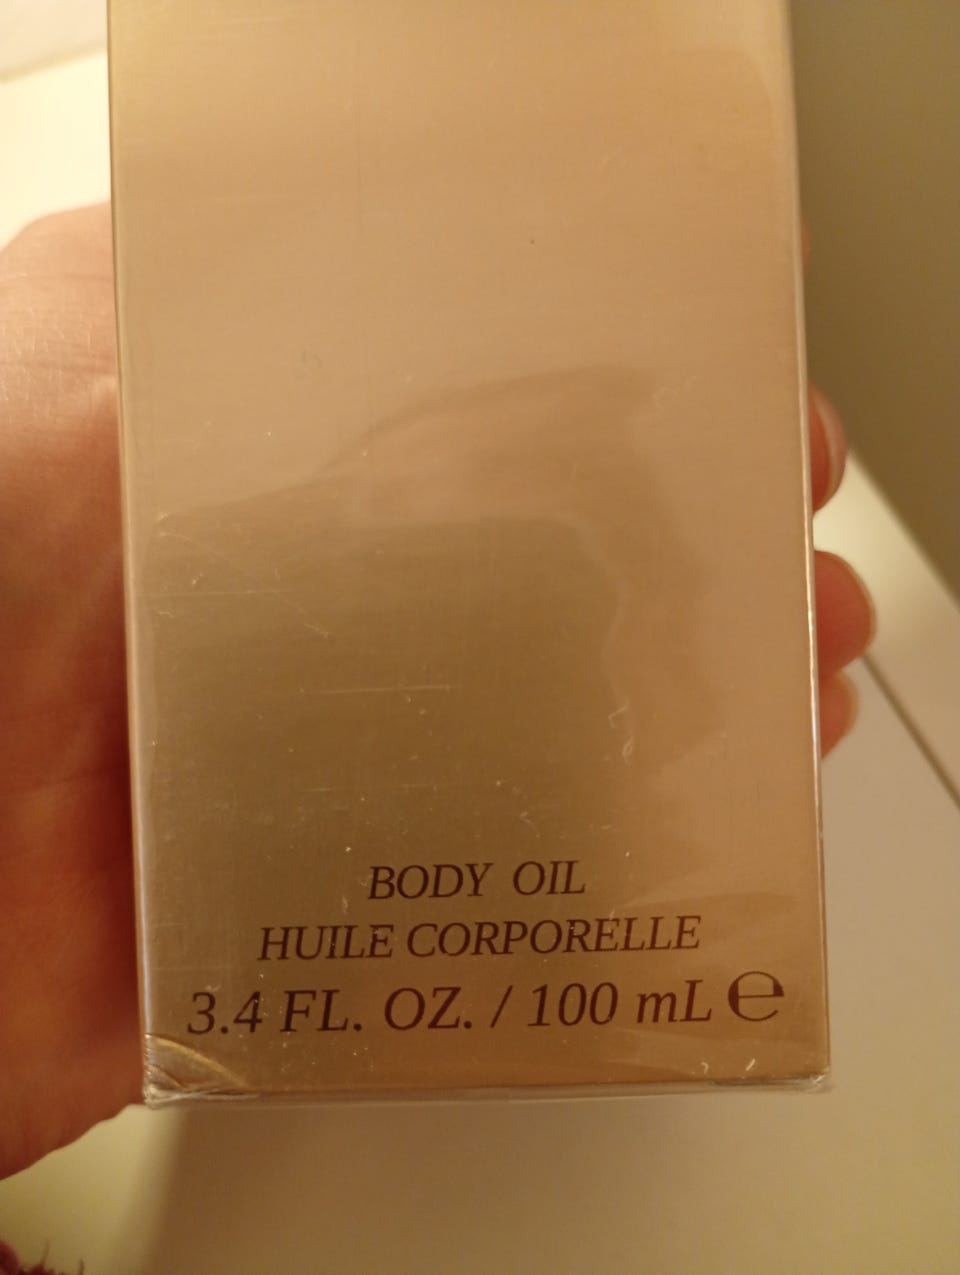 BODY OIL
HUILE CORPORELLE
3.4 FL. OZ. / 100 mL ℮